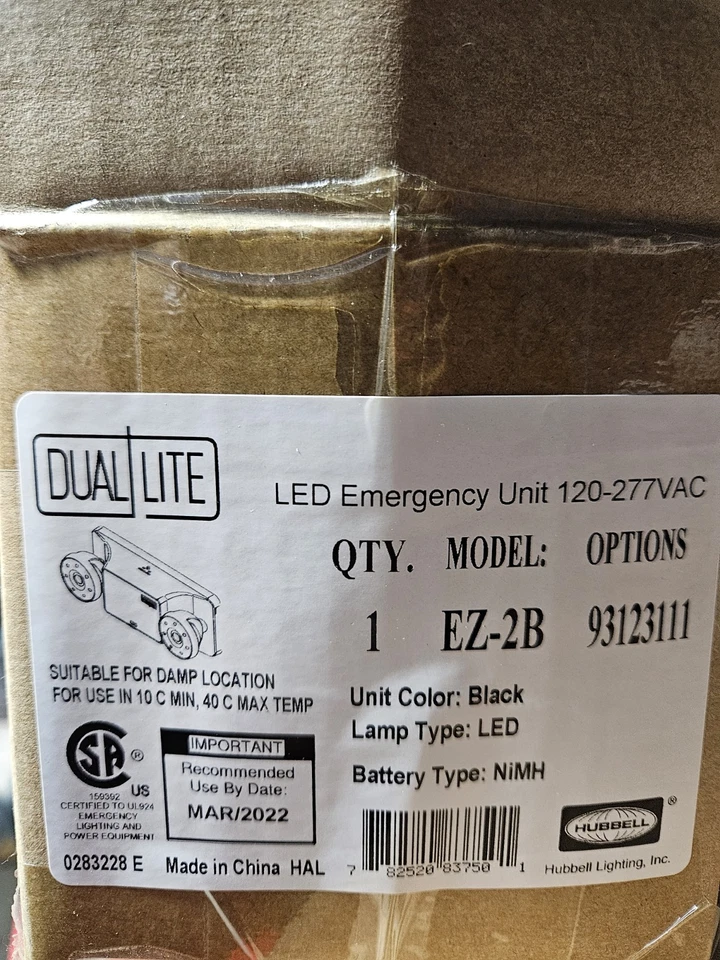 DUAL LITE
LED Emergency Unit 120-277VAC
QTY. MODEL: OPTIONS
1 EZ-2B 93123111
SUITABLE FOR DAMP LOCATION
FOR USE IN 10 C MIN, 40 C MAX TEMP
Unit Color: Black
Lamp Type: LED
Battery Type: NiMH
SA ®
US
159392
CERTIFIED TO UL924
EMERGENCY
LIGHTING AND
POWER EQUIPMENT
IMPORTANT
Recommended
Use By Date:
MAR/2022
0283228 E Made in China HAL
7 82520 83750 1
HUBBELL ®
Hubbell Lighting, Inc.